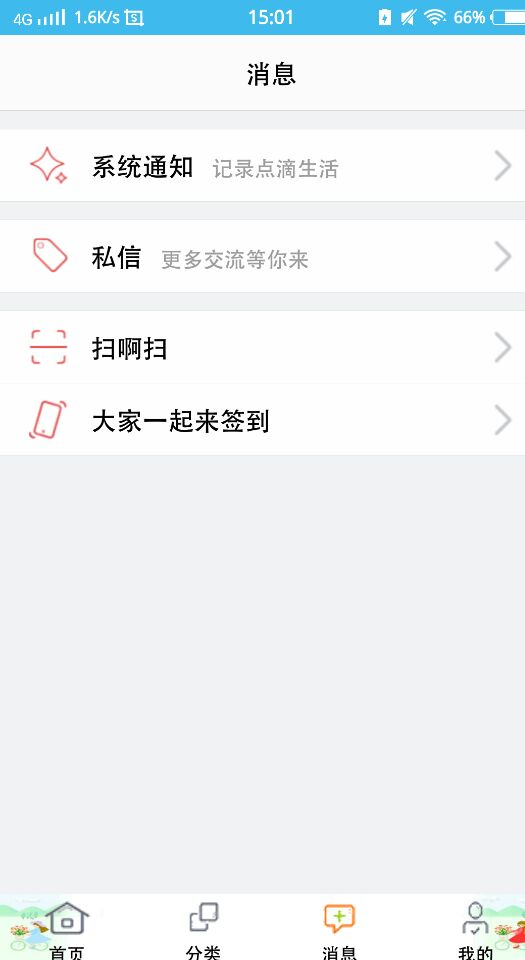 4G 1.6K/s 15:01 66%
消息
系统通知 记录点滴生活
私信 更多交流等你来
扫啊扫
大家一起来签到
首页 分类 消息 我的